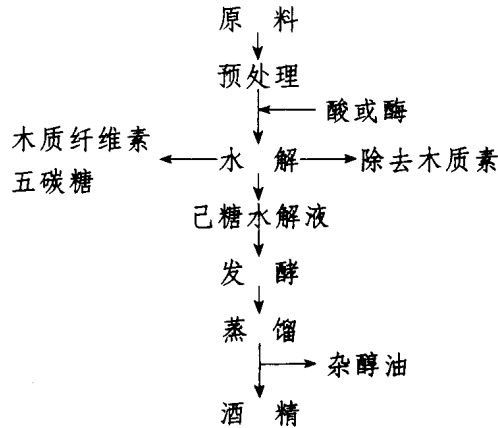 原 料
预处理
酸或酶
木质纤维素
五碳糖
水 解
除去木质素
己糖水解液
发 酵
蒸 馏
杂醇油
酒 精